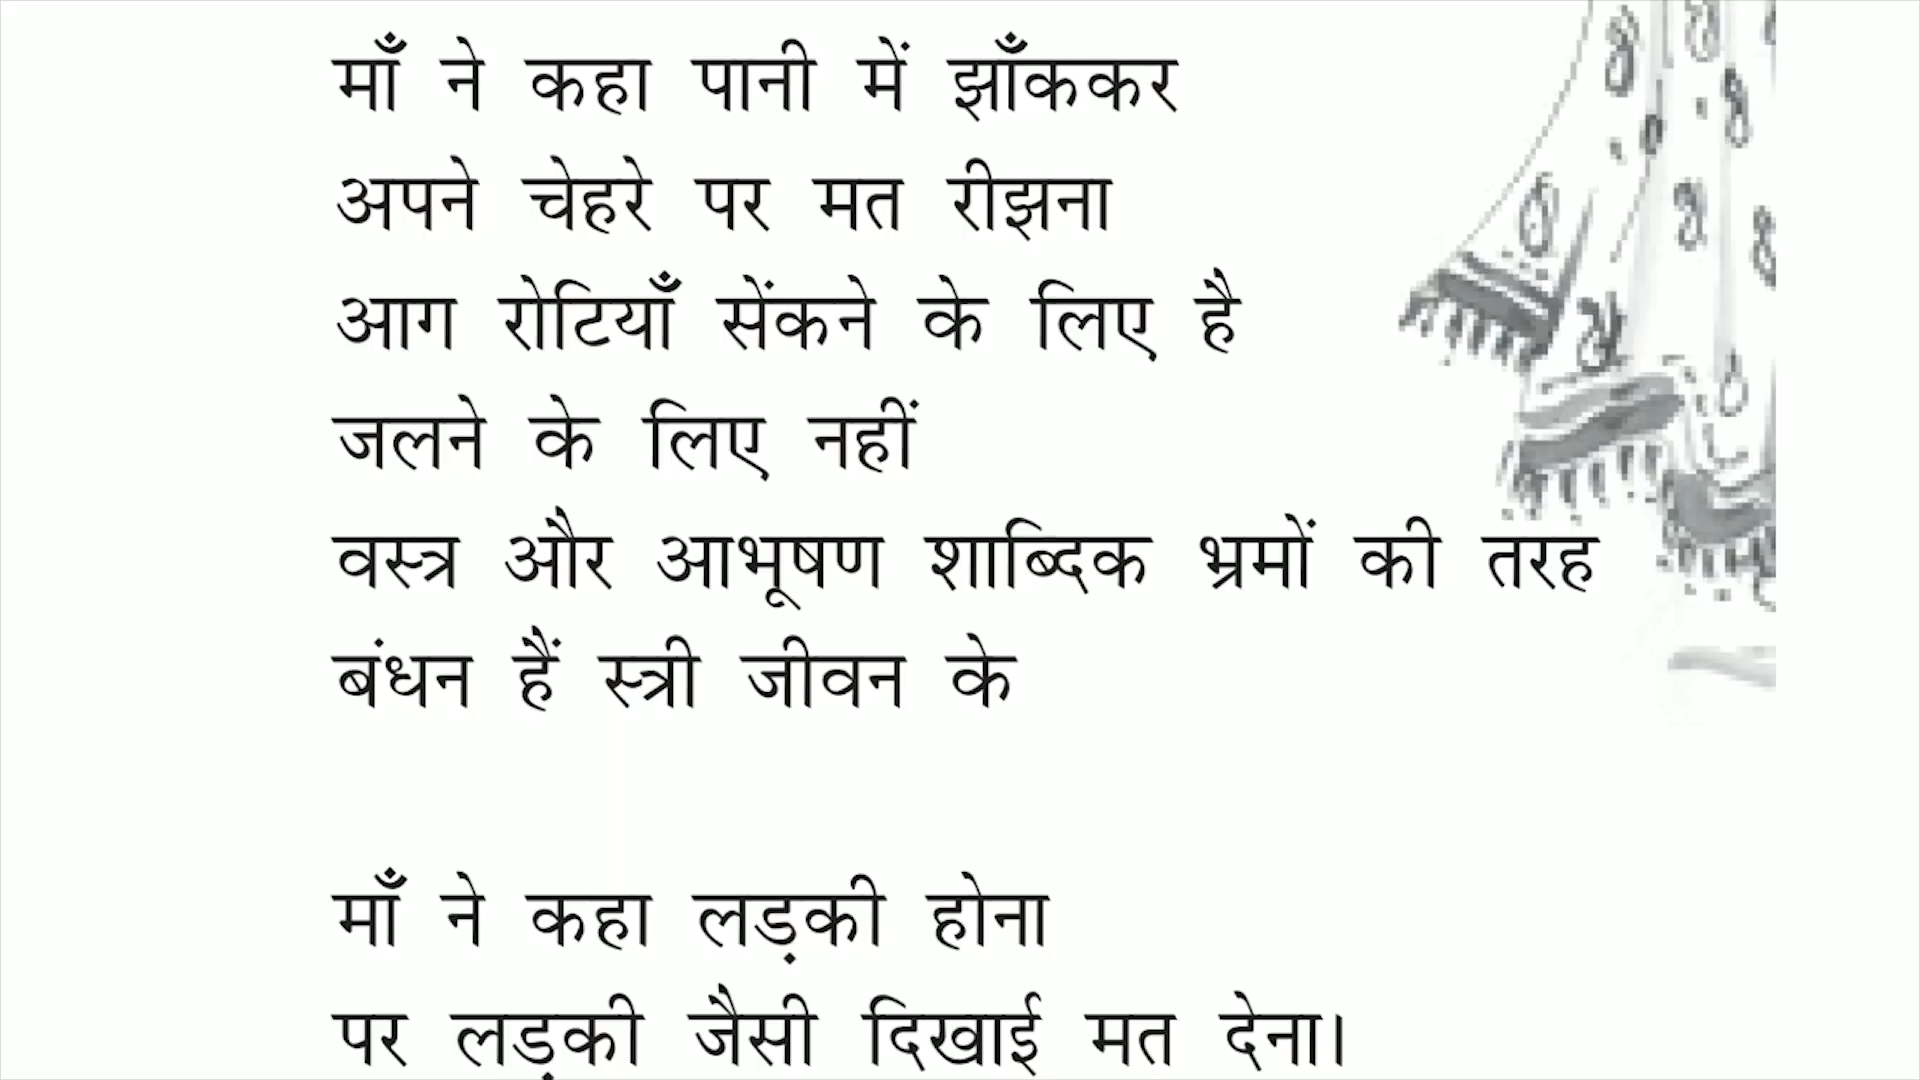 माँ ने कहा पानी में झाँककर
अपने चेहरे पर मत रीझना
आग रोटियाँ सेंकने के लिए है
जलने के लिए नहीं
वस्त्र और आभूषण शाब्दिक भ्रमों की तरह
बंधन हैं स्त्री जीवन के
माँ ने कहा लड़की होना
पर लड़की जैसी दिखाई मत देना।